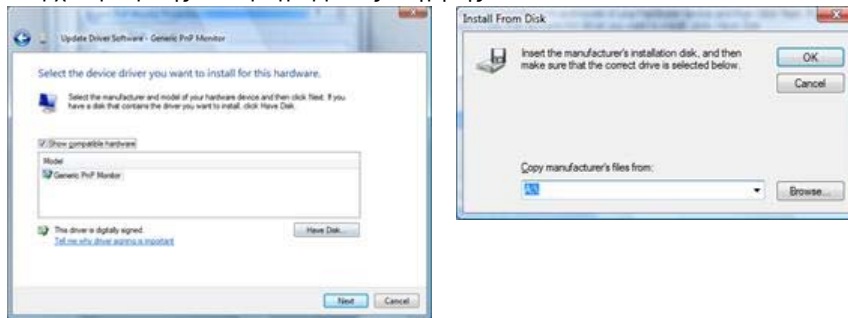 Update Driver Software - Generic PnP Monitor
Select the device driver you want to install for this hardware.
Select the manufacturer and model of your hardware device and then click Next. If you
have a disk that contains the driver you want to install, click Have Disk.
Show compatible hardware
Model
Generic PnP Monitor
This driver is digitally signed.
Tell me why driver signing is important
Have Disk...
Next
Cancel
Install From Disk
Insert the manufacturer's installation disk, and then
make sure that the correct drive is selected below.
OK
Cancel
Copy manufacturer's files from:
A:\
Browse...